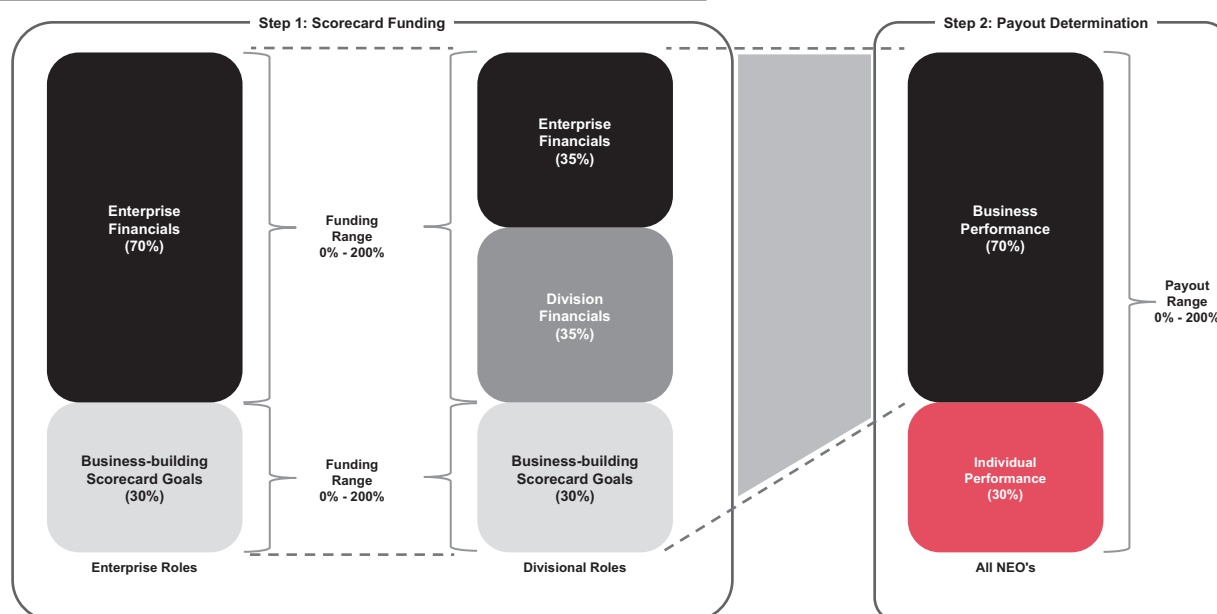 Step 1: Scorecard Funding
Enterprise
Financials
(70%)
Business-building
Scorecard Goals
(30%)
Enterprise Roles
Funding
Range
0% - 200%
Funding
Range
0% - 200%
Enterprise
Financials
(35%)
Division
Financials
(35%)
Business-building
Scorecard Goals
(30%)
Divisional Roles
Step 2: Payout Determination
Business
Performance
(70%)
Individual
Performance
(30%)
All NEO's
Payout
Range
0% - 200%